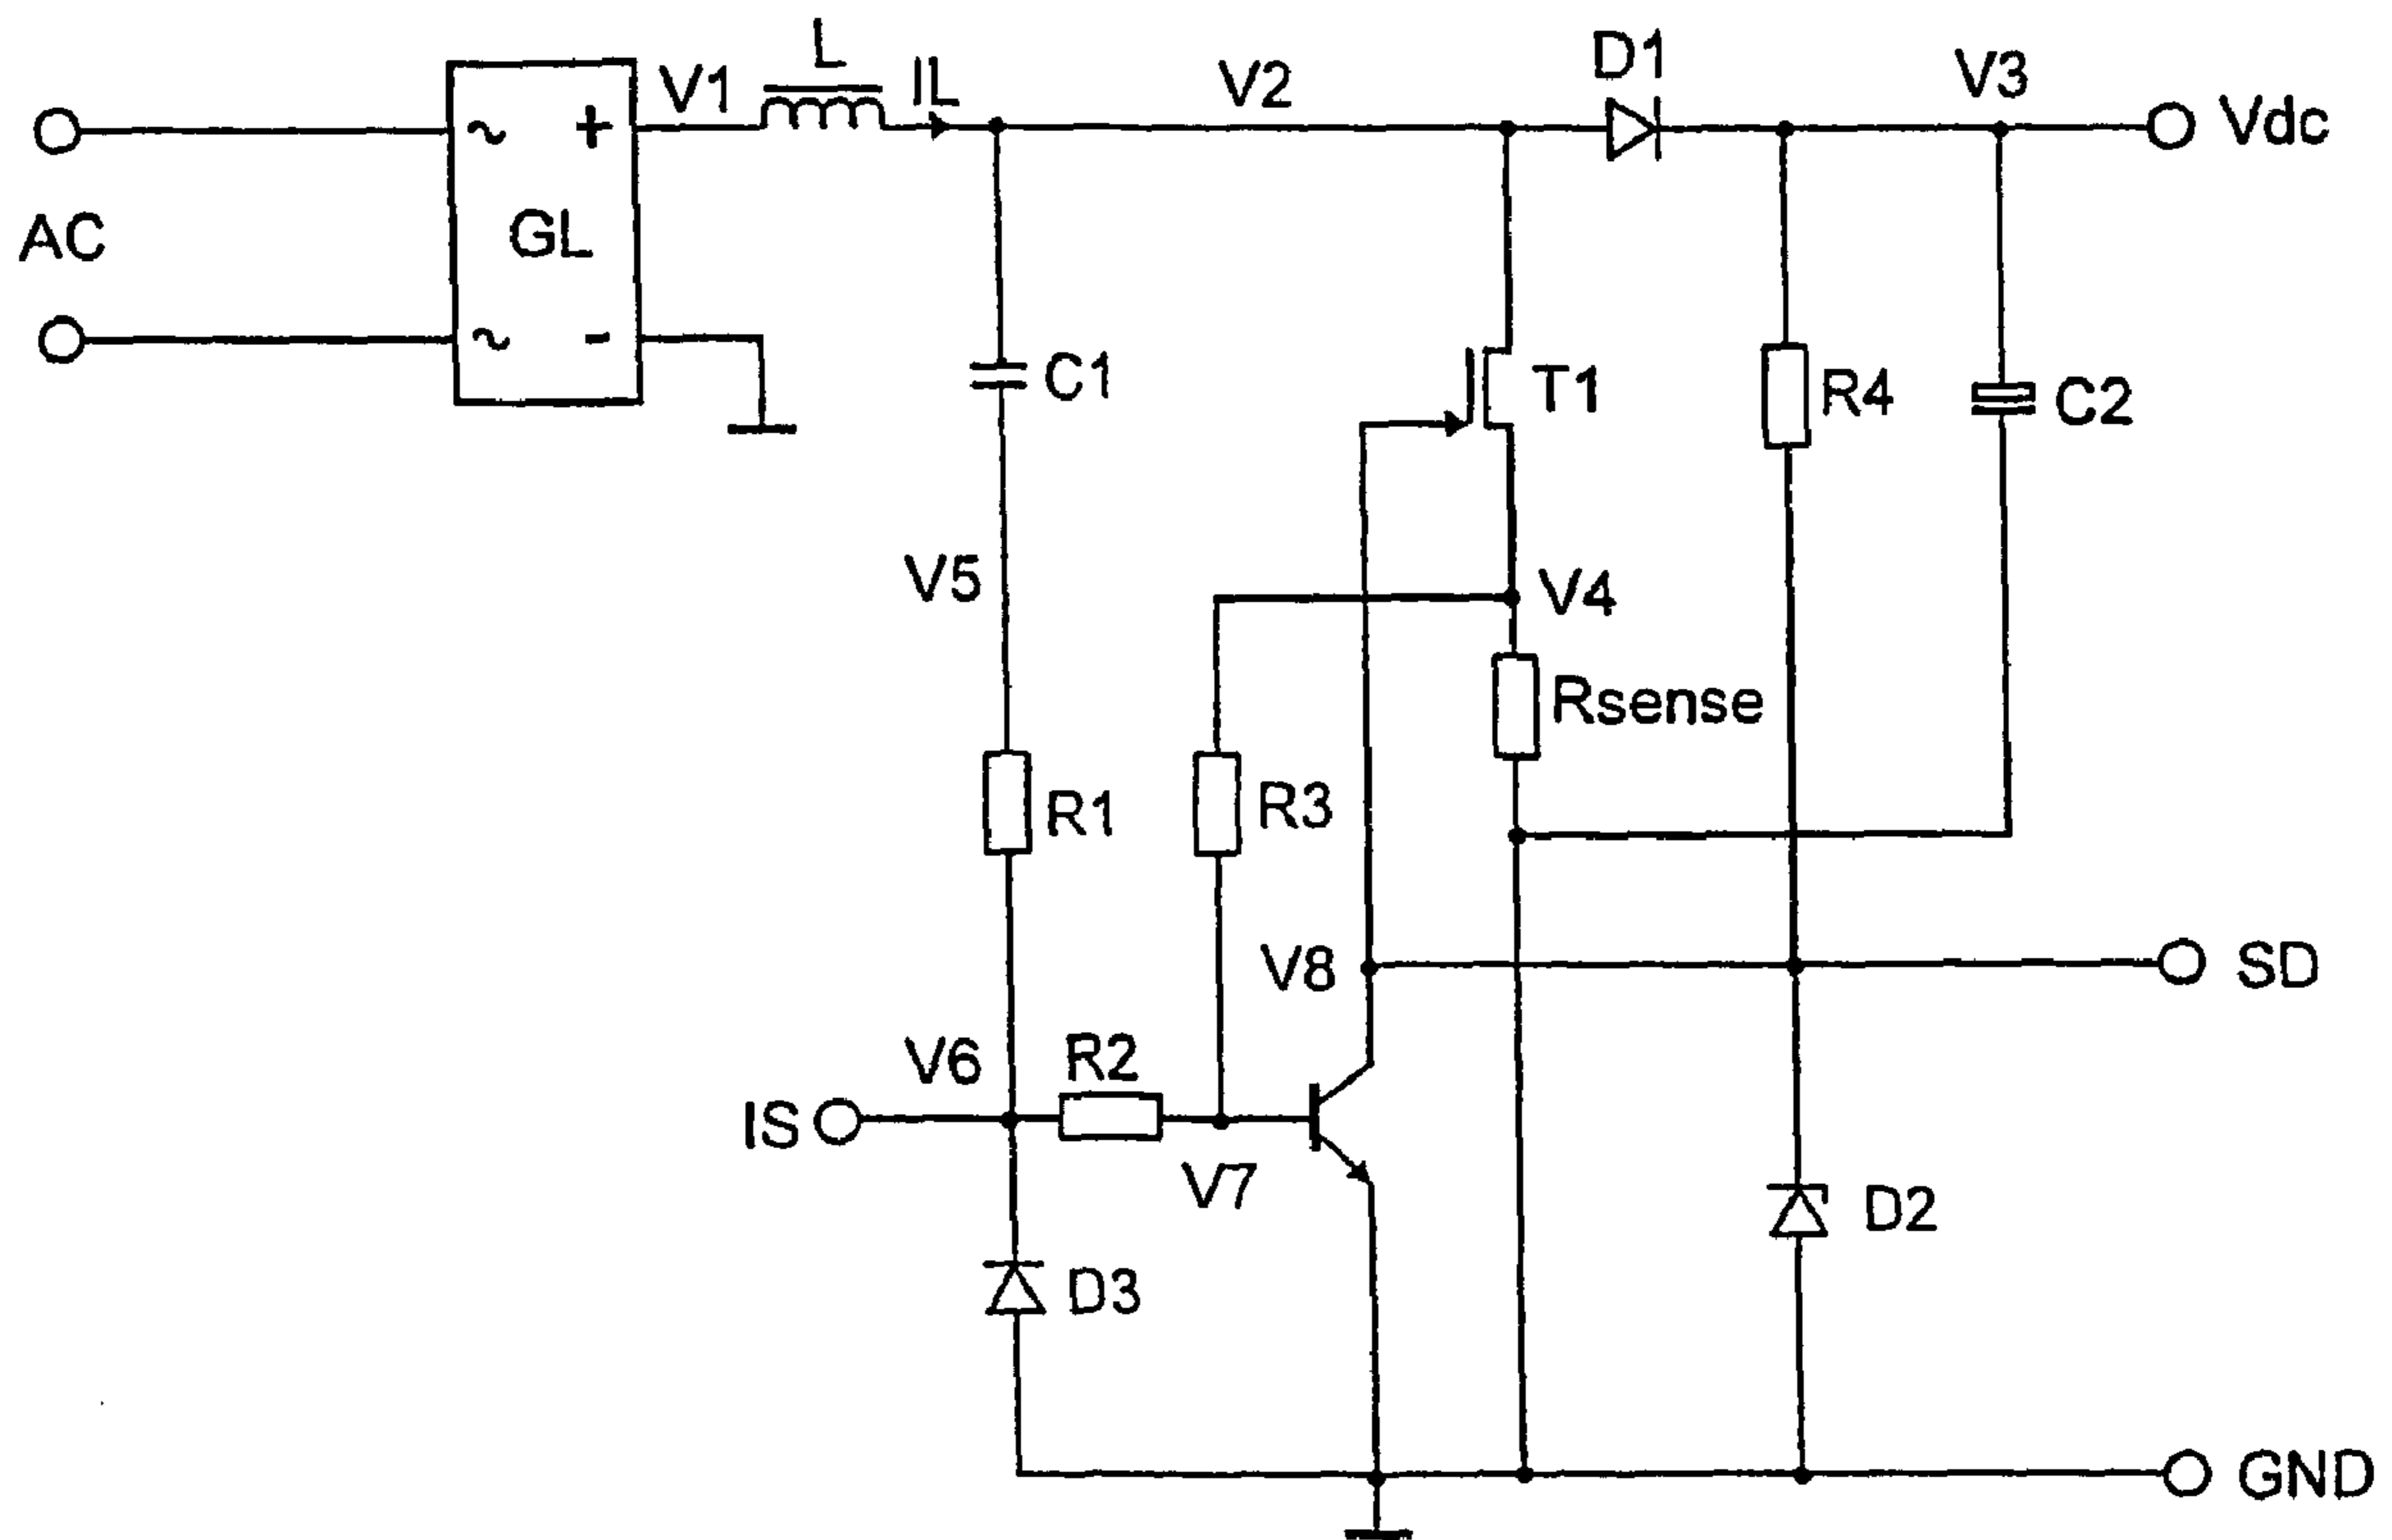 L
D1
V1
IL
V2
V3
Vdc
~
+
AC
GL
~
-
C1
T1
R4
C2
V5
V4
Rsense
R1
R3
V8
SD
V6
R2
IS
V7
D2
D3
GND